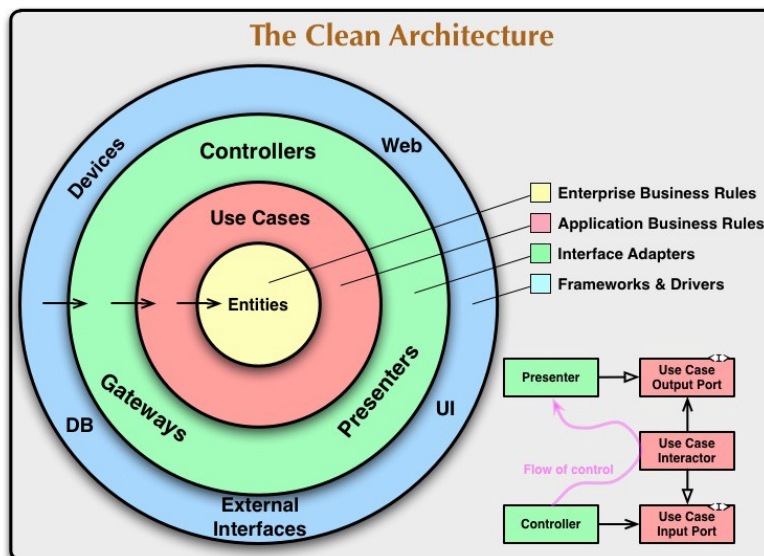 The Clean Architecture
Devices
Web
Controllers
Use Cases
Entities
Gateways
Presenters
DB
UI
External
Interfaces
Enterprise Business Rules
Application Business Rules
Interface Adapters
Frameworks & Drivers
Presenter
<I>
Use Case
Output Port
Use Case
Interactor
Flow of control
Controller
<I>
Use Case
Input Port